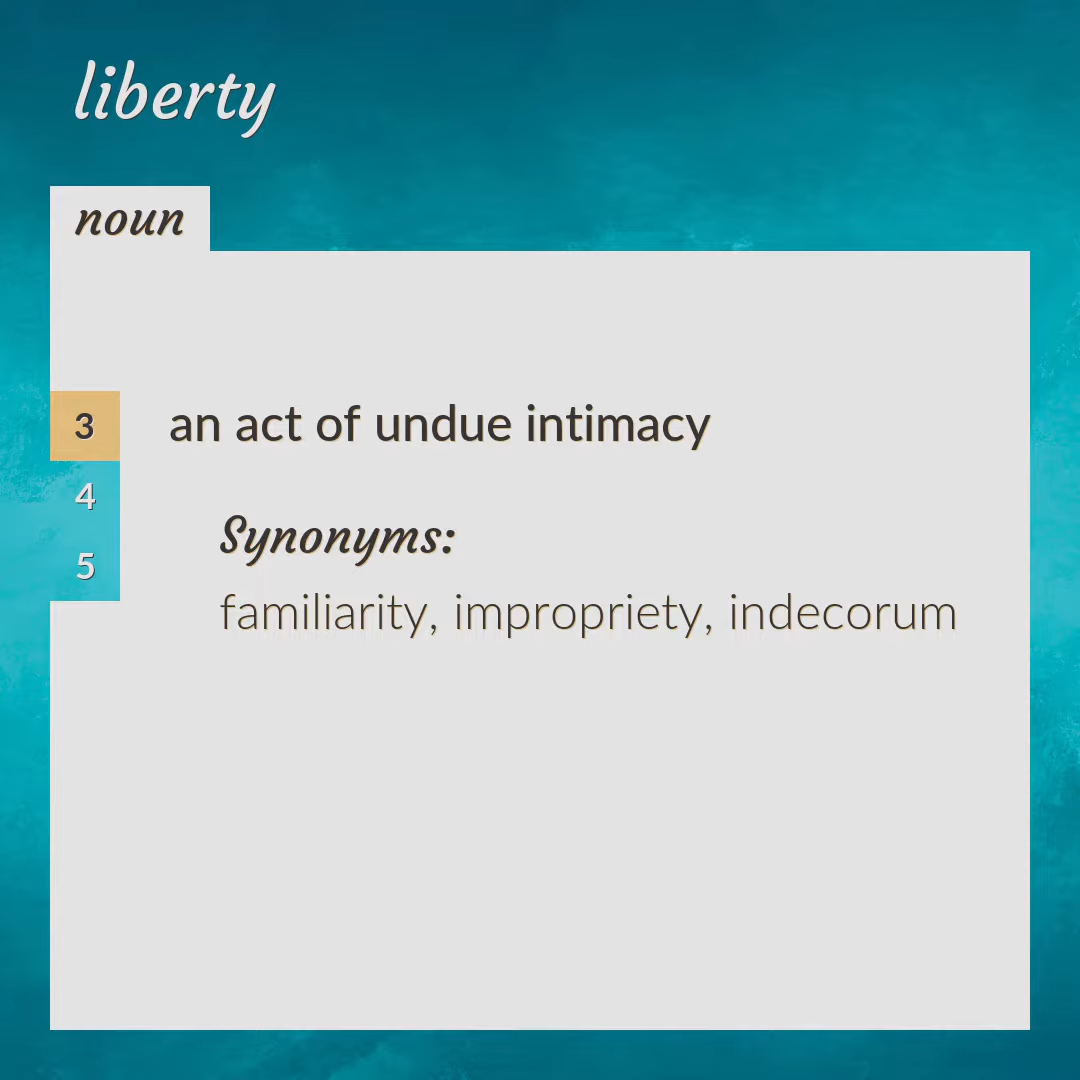 liberty
noun
3 an act of undue intimacy
4
Synonyms:
5
familiarity, impropriety, indecorum